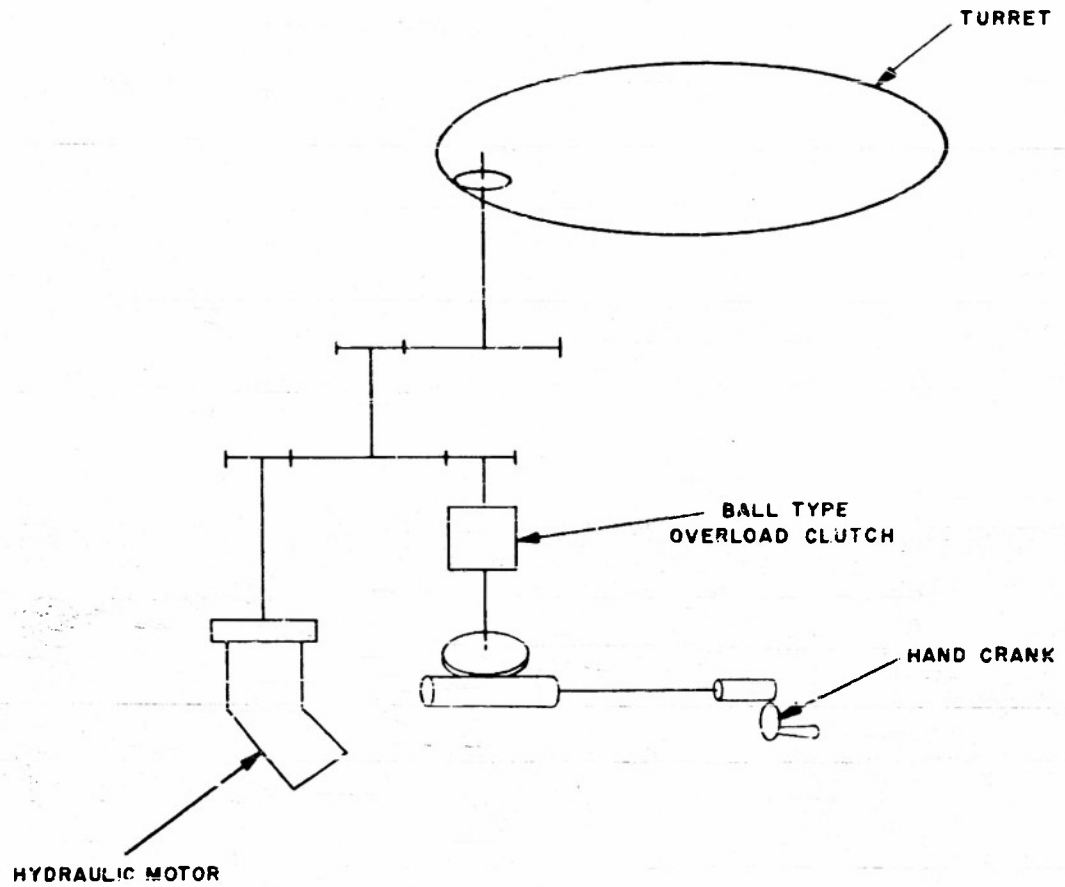 TURRET
BALL TYPE
OVERLOAD CLUTCH
HAND CRANK
HYDRAULIC MOTOR